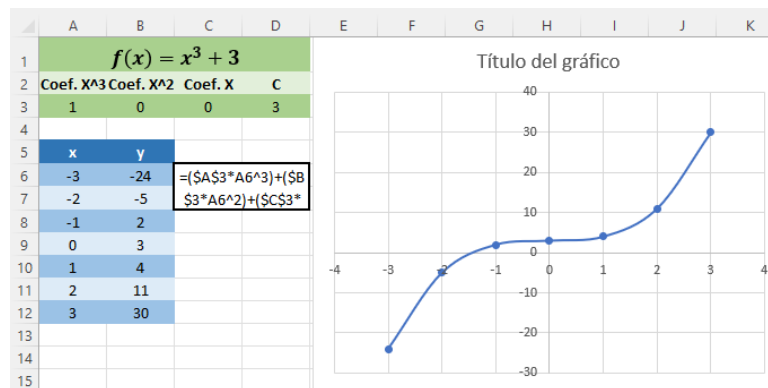 A B C D E F G H I J K
1 f(x) = x³ + 3
2 Coef. X^3 Coef. X^2 Coef. X C
3 1 0 0 3
4
5 x y
6 -3 -24 =($A$3*A6^3)+($B
7 -2 -5 $3*A6^2)+($C$3*
8 -1 2
9 0 3
10 1 4
11 2 11
12 3 30
13
14
15
Título del gráfico
40
30
20
10
0
-4 -3 -2 -1 0 1 2 3 4
-10
-20
-30